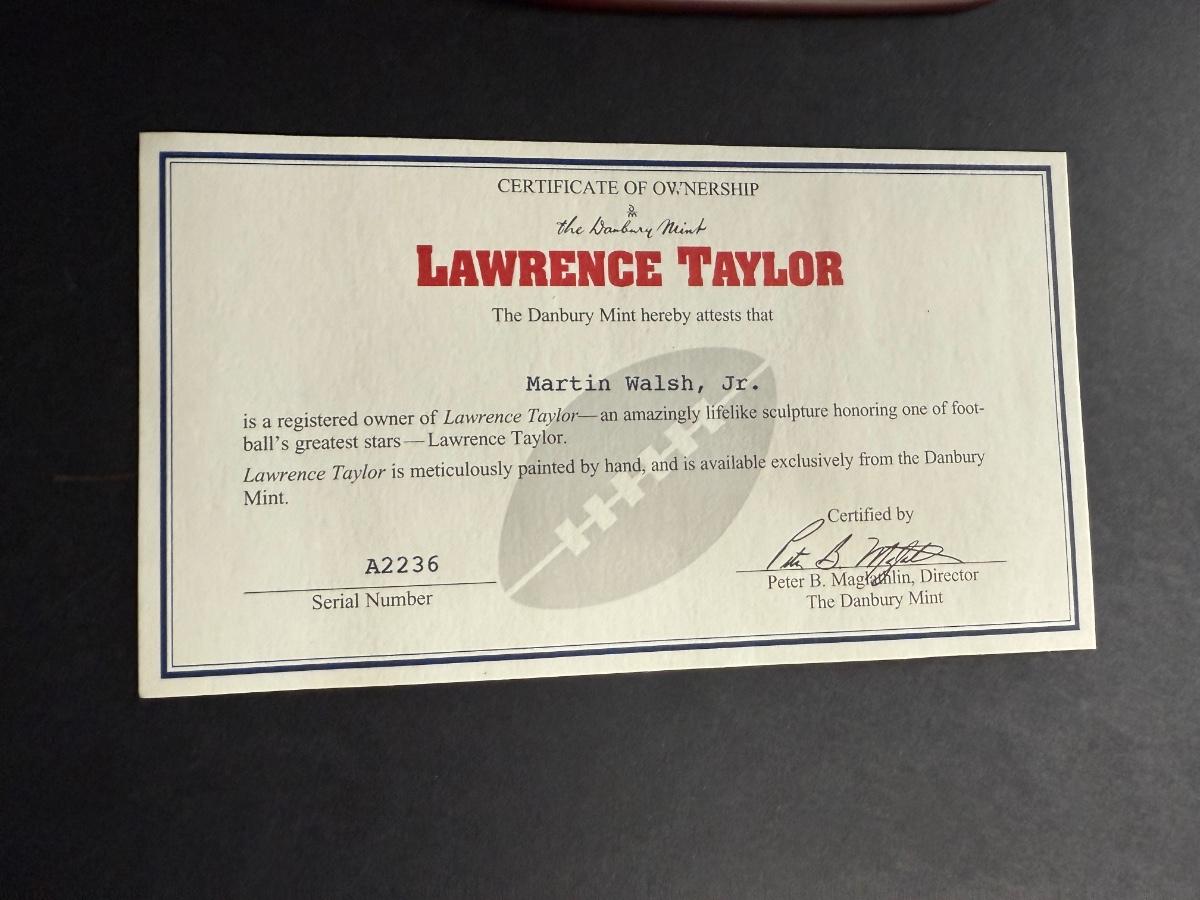 CERTIFICATE OF OWNERSHIP
the Danbury Mint
LAWRENCE TAYLOR
The Danbury Mint hereby attests that
Martin Walsh, Jr.
is a registered owner of Lawrence Taylor—an amazingly lifelike sculpture honoring one of foot-
ball's greatest stars—Lawrence Taylor.
Lawrence Taylor is meticulously painted by hand, and is available exclusively from the Danbury
Mint.
Certified by
Peter B. Maglathlin
A2236
Peter B. Maglathlin, Director
Serial Number
The Danbury Mint